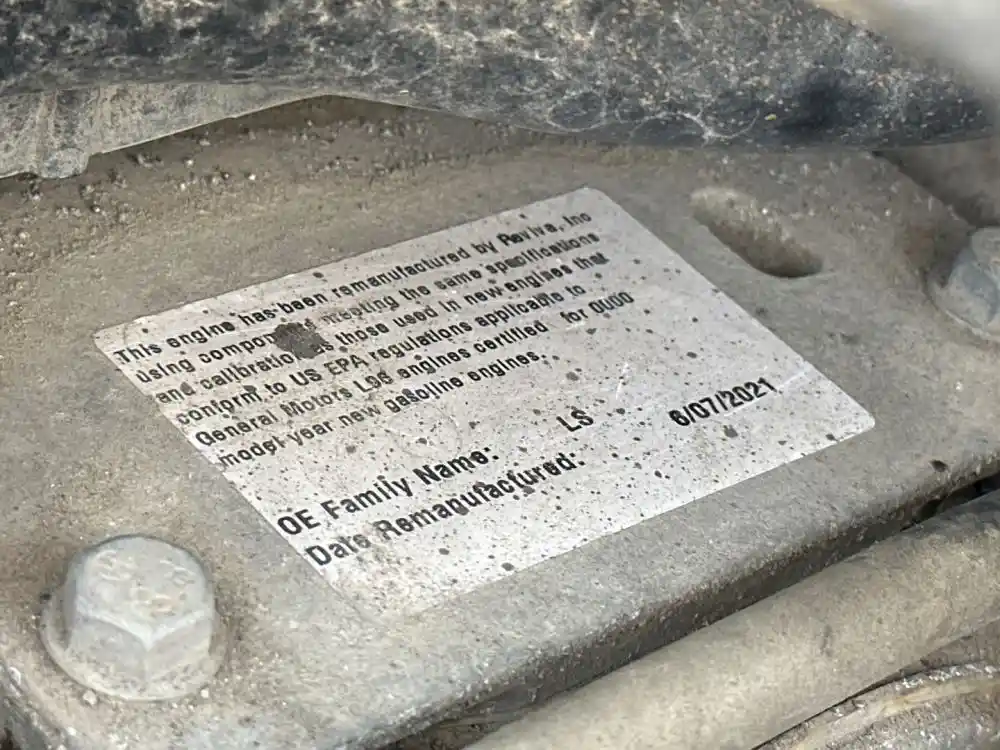 This engine has been remanufactured by Reviva, Inc
using meeting the same specifications
and calibrations as those used in new engines that
conform to US EPA regulations applicable to
General Motors L96 engines certified for 0U00
model year new gasoline engines.
OE Family Name: LS
Date Remanufactured: 6/07/2021